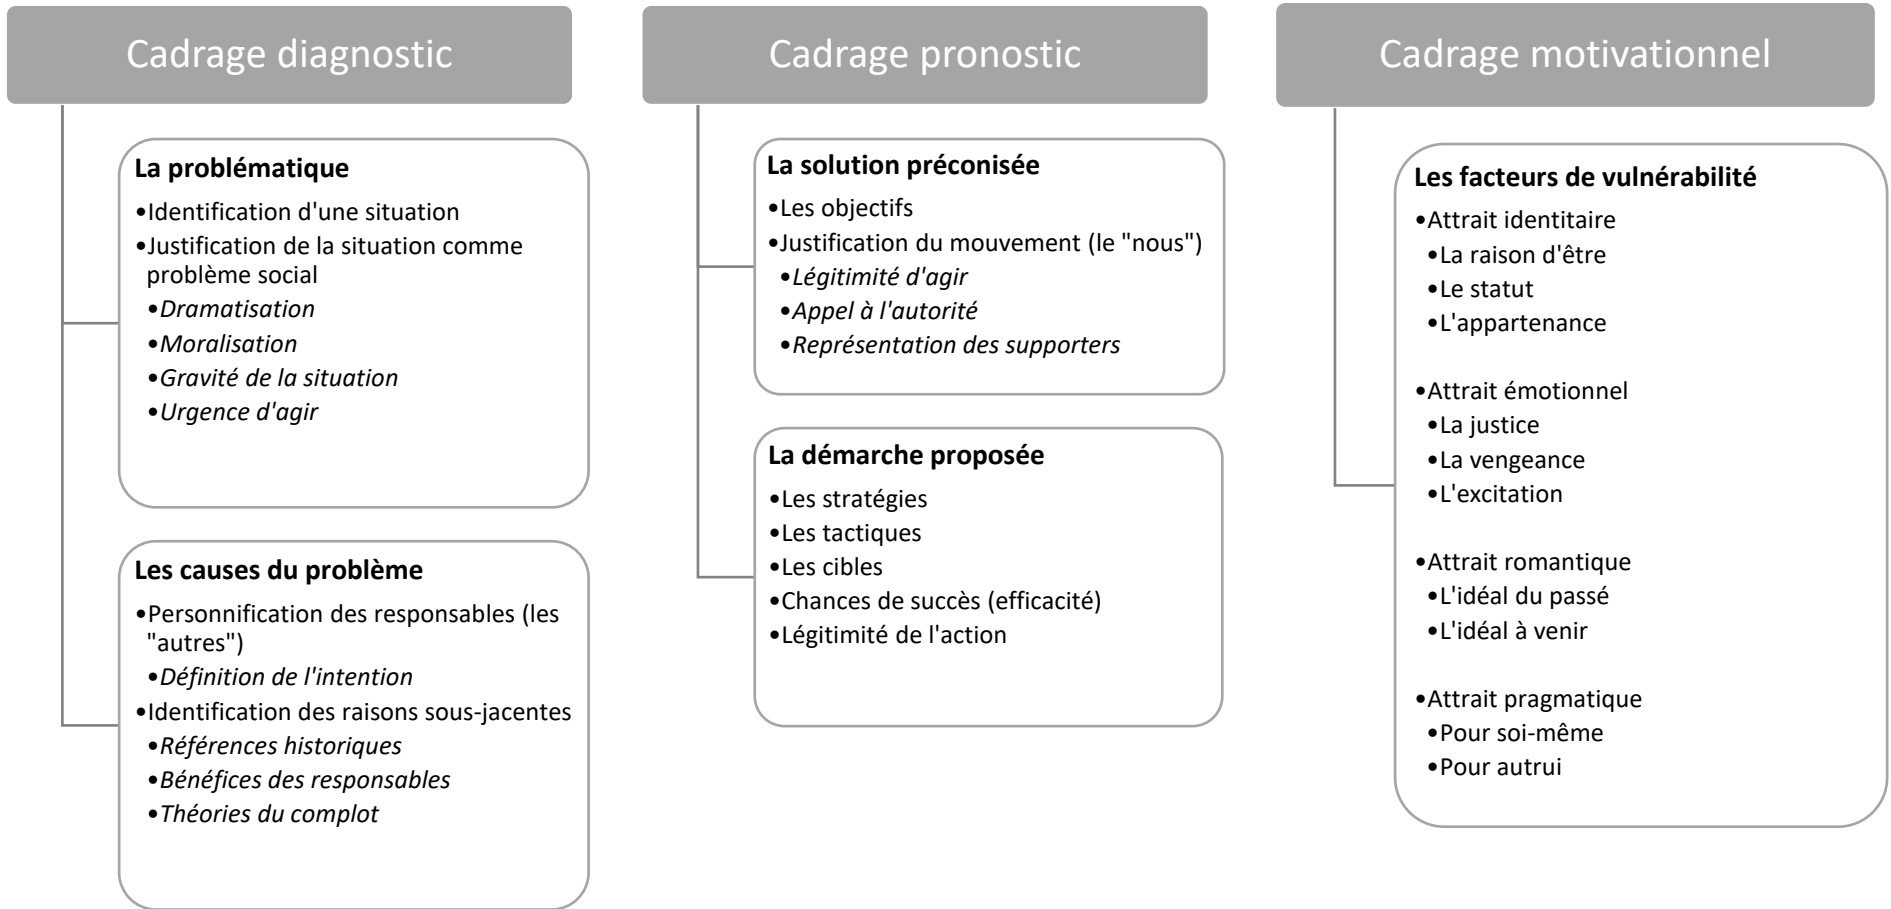 Cadrage diagnostic
La problématique
•Identification d'une situation
•Justification de la situation comme
problème social
•Dramatisation
•Moralisation
•Gravité de la situation
•Urgence d'agir
Les causes du problème
•Personnification des responsables (les
"autres")
•Définition de l'intention
•Identification des raisons sous-jacentes
•Références historiques
•Bénéfices des responsables
•Théories du complot
Cadrage pronostic
La solution préconisée
•Les objectifs
•Justification du mouvement (le "nous")
•Légitimité d'agir
•Appel à l'autorité
•Représentation des supporters
La démarche proposée
•Les stratégies
•Les tactiques
•Les cibles
•Chances de succès (efficacité)
•Légitimité de l'action
Cadrage motivationnel
Les facteurs de vulnérabilité
•Attrait identitaire
•La raison d'être
•Le statut
•L'appartenance
•Attrait émotionnel
•La justice
•La vengeance
•L'excitation
•Attrait romantique
•L'idéal du passé
•L'idéal à venir
•Attrait pragmatique
•Pour soi-même
•Pour autrui